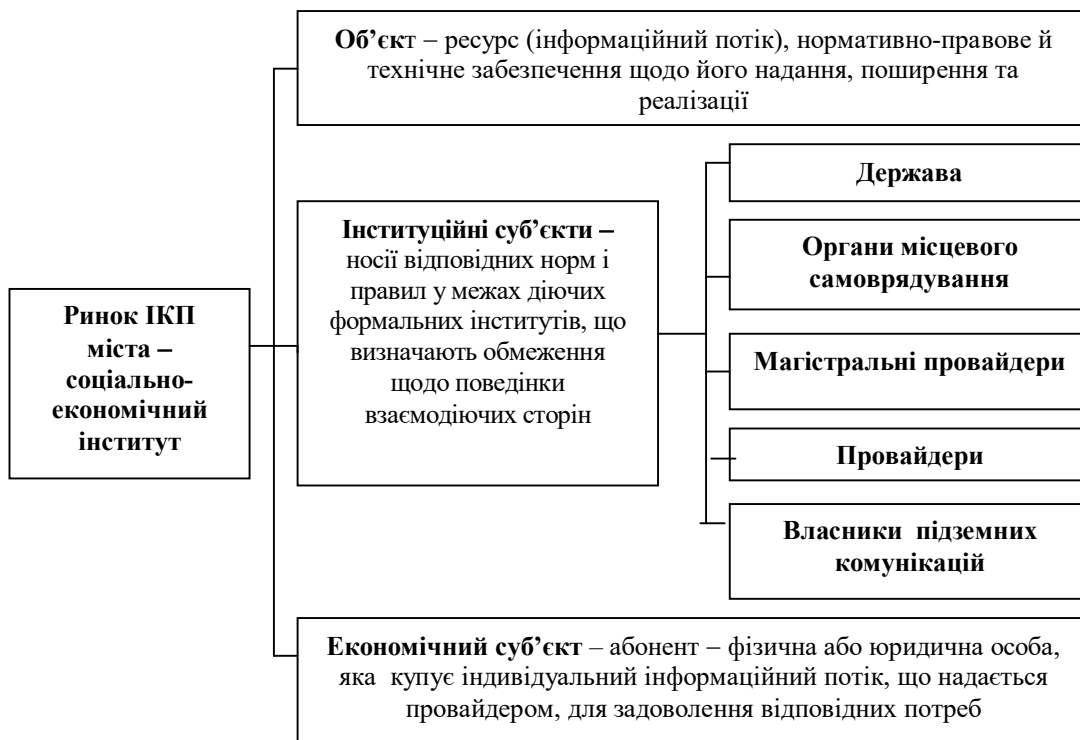 Об’єкт – ресурс (інформаційний потік), нормативно-правове й
технічне забезпечення щодо його надання, поширення та
реалізації
Ринок ІКП
міста –
соціально-
економічний
інститут
Інституційні суб’єкти –
носії відповідних норм і
правил у межах діючих
формальних інститутів, що
визначають обмеження
щодо поведінки
взаємодіючих сторін
Держава
Органи місцевого
самоврядування
Магістральні провайдери
Провайдери
Власники підземних
комунікацій
Економічний суб’єкт – абонент – фізична або юридична особа,
яка купує індивідуальний інформаційний потік, що надається
провайдером, для задоволення відповідних потреб